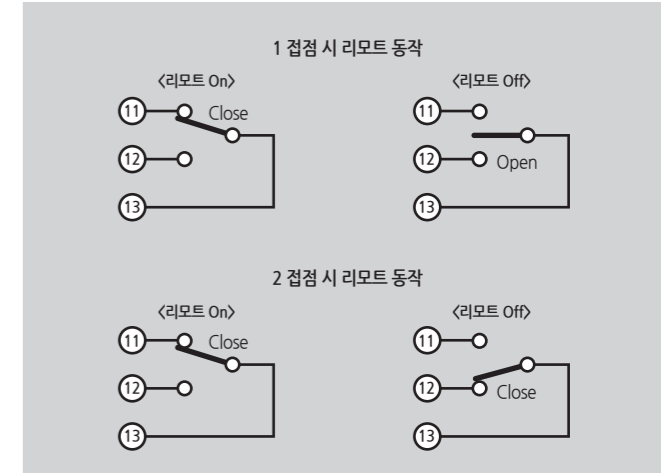 1 접점 시 리모트 동작
<리모트 On> <리모트 Off>
11 Close 11
12 12 Open
13 13
2 접점 시 리모트 동작
<리모트 On> <리모트 Off>
11 Close 11
12 12 Close
13 13